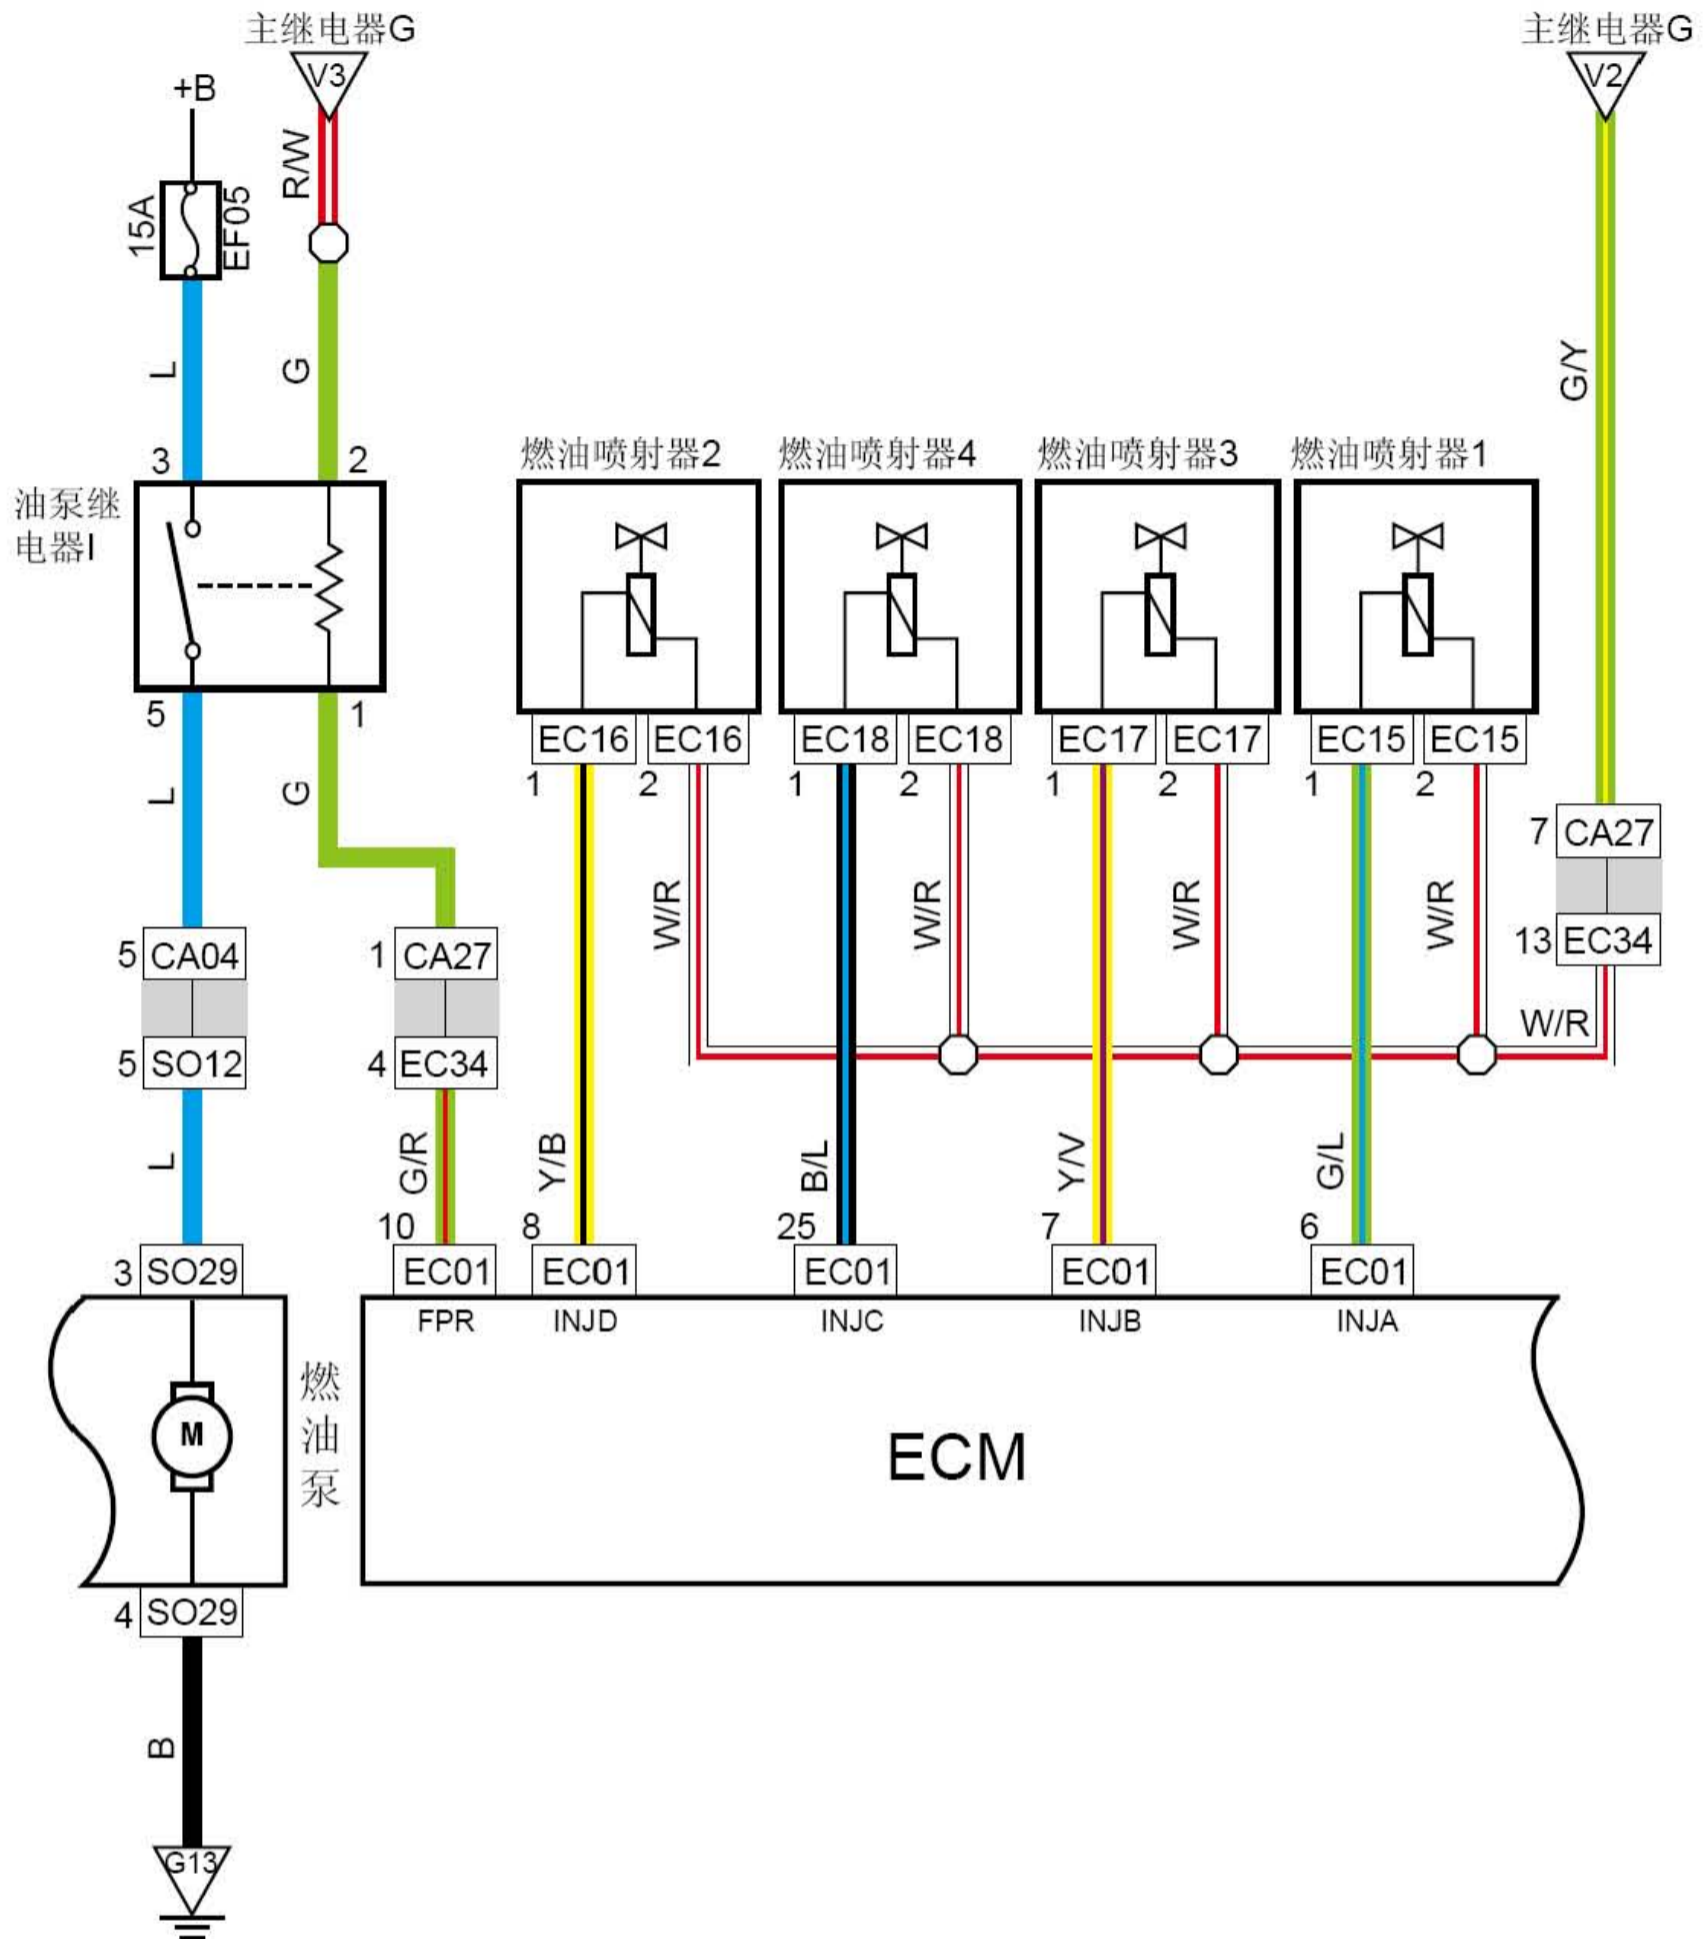 主继电器G
主继电器G
V3
V2
+B
R/W
15A
EF05
L
G
G/Y
3
2
燃油喷射器2
燃油喷射器4
燃油喷射器3
燃油喷射器1
油泵继
电器I
5
1
EC16
EC16
EC18
EC18
EC17
EC17
EC15
EC15
1
2
1
2
1
2
1
2
L
G
7 CA27
W/R
W/R
W/R
W/R
5 CA04
1 CA27
13 EC34
W/R
5 SO12
4 EC34
L
G/R
Y/B
B/L
Y/V
G/L
10
8
25
7
6
3 SO29
EC01
EC01
EC01
EC01
EC01
FPR
INJD
INJC
INJB
INJA
M
燃
油
泵
ECM
4 SO29
B
G13